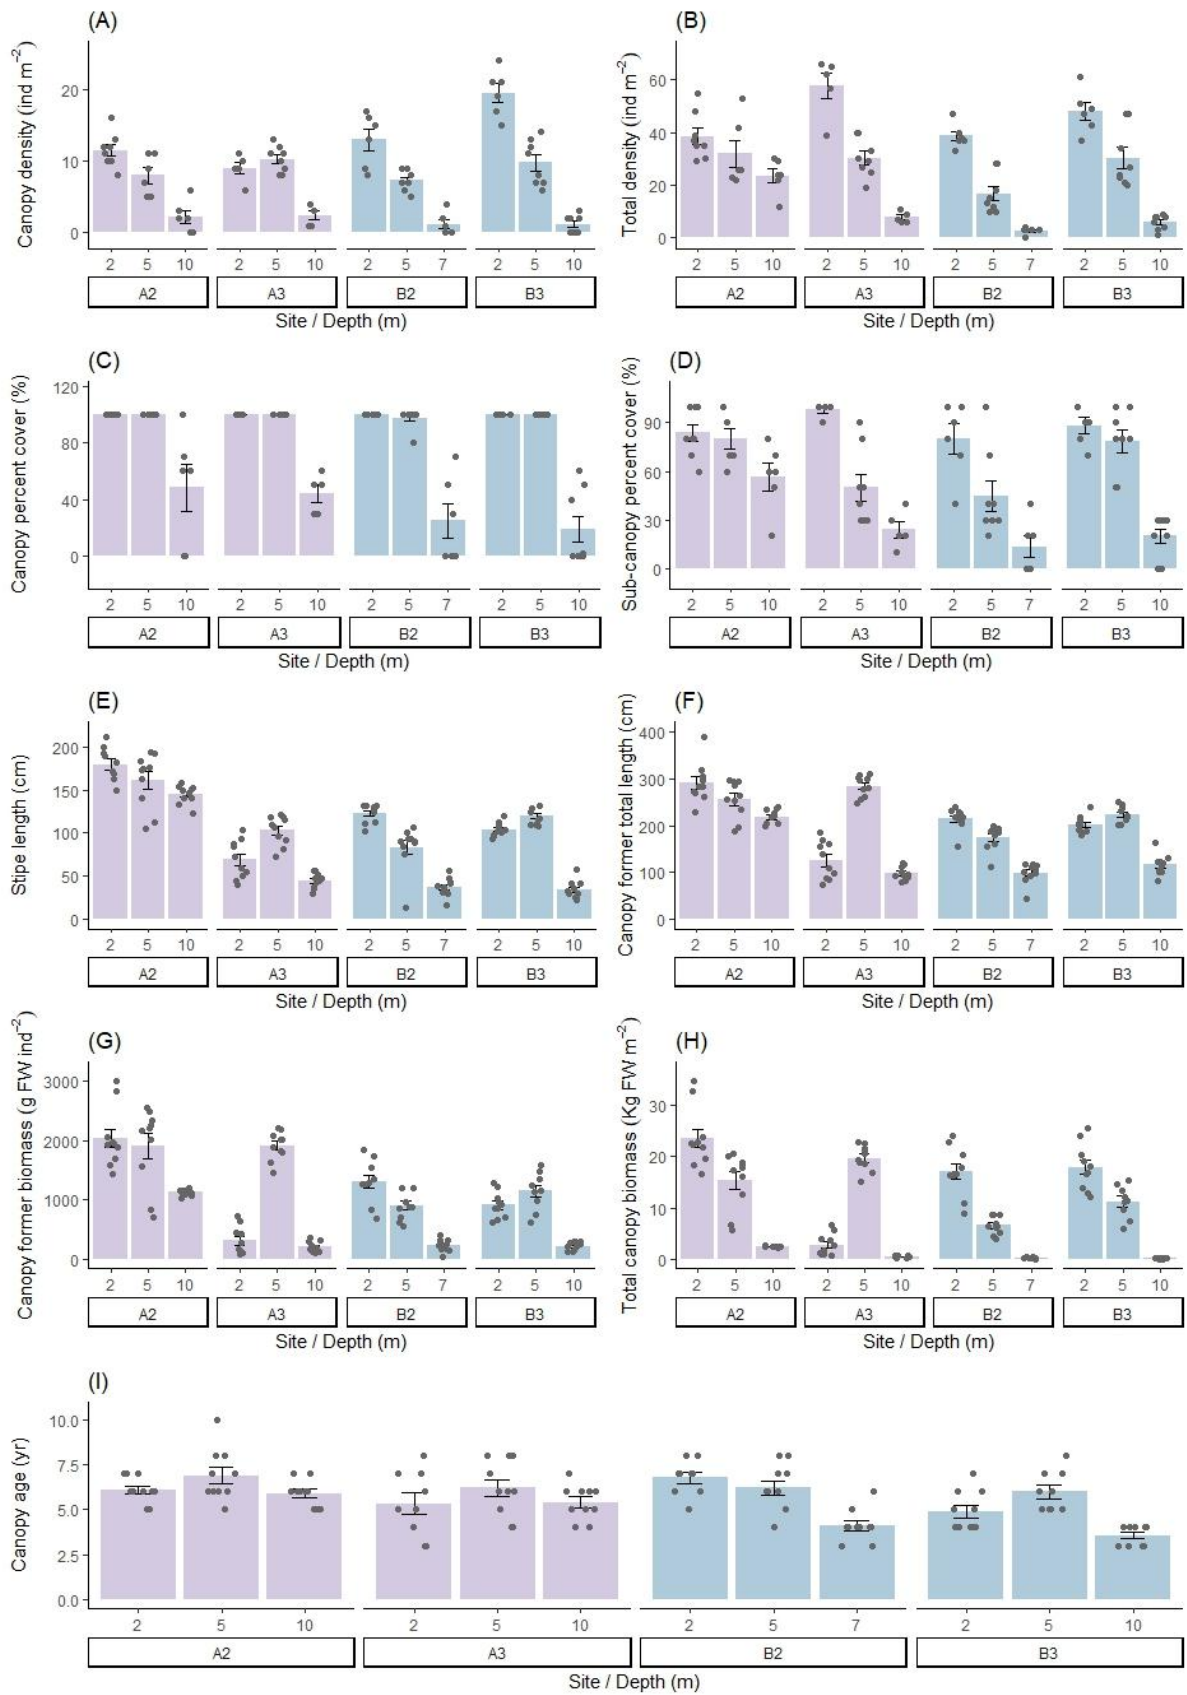 (A)
Canopy density (ind m⁻²)
20
10
0
2 5 10 2 5 10 2 5 7 2 5 10
A2 A3 B2 B3
Site / Depth (m)
(B)
Total density (ind m⁻²)
60
40
20
0
2 5 10 2 5 10 2 5 7 2 5 10
A2 A3 B2 B3
Site / Depth (m)
(C)
Canopy percent cover (%)
120
80
40
0
2 5 10 2 5 10 2 5 7 2 5 10
A2 A3 B2 B3
Site / Depth (m)
(D)
Sub-canopy percent cover (%)
90
60
30
0
2 5 10 2 5 10 2 5 7 2 5 10
A2 A3 B2 B3
Site / Depth (m)
(E)
Stipe length (cm)
200
150
100
50
0
2 5 10 2 5 10 2 5 7 2 5 10
A2 A3 B2 B3
Site / Depth (m)
(F)
Canopy former total length (cm)
400
300
200
100
0
2 5 10 2 5 10 2 5 7 2 5 10
A2 A3 B2 B3
Site / Depth (m)
(G)
Canopy former biomass (g FW ind⁻²)
3000
2000
1000
0
2 5 10 2 5 10 2 5 7 2 5 10
A2 A3 B2 B3
Site / Depth (m)
(H)
Total canopy biomass (Kg FW m⁻²)
30
20
10
0
2 5 10 2 5 10 2 5 7 2 5 10
A2 A3 B2 B3
Site / Depth (m)
(I)
Canopy age (yr)
10.0
7.5
5.0
2.5
0.0
2 5 10 2 5 10 2 5 7 2 5 10
A2 A3 B2 B3
Site / Depth (m)